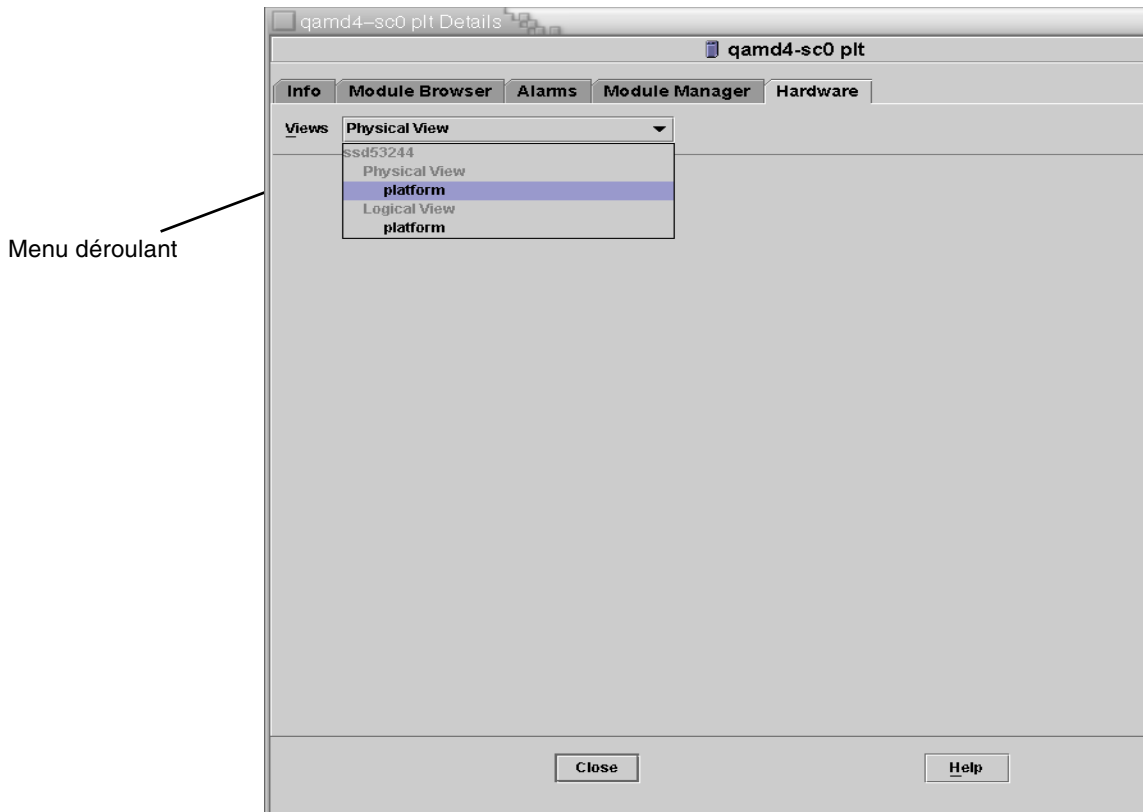 qamd4–sc0 plt Details
qamd4-sc0 plt
Info Module Browser Alarms Module Manager Hardware
Views Physical View
ssd53244
Physical View
platform
Logical View
platform
Menu déroulant
Close Help